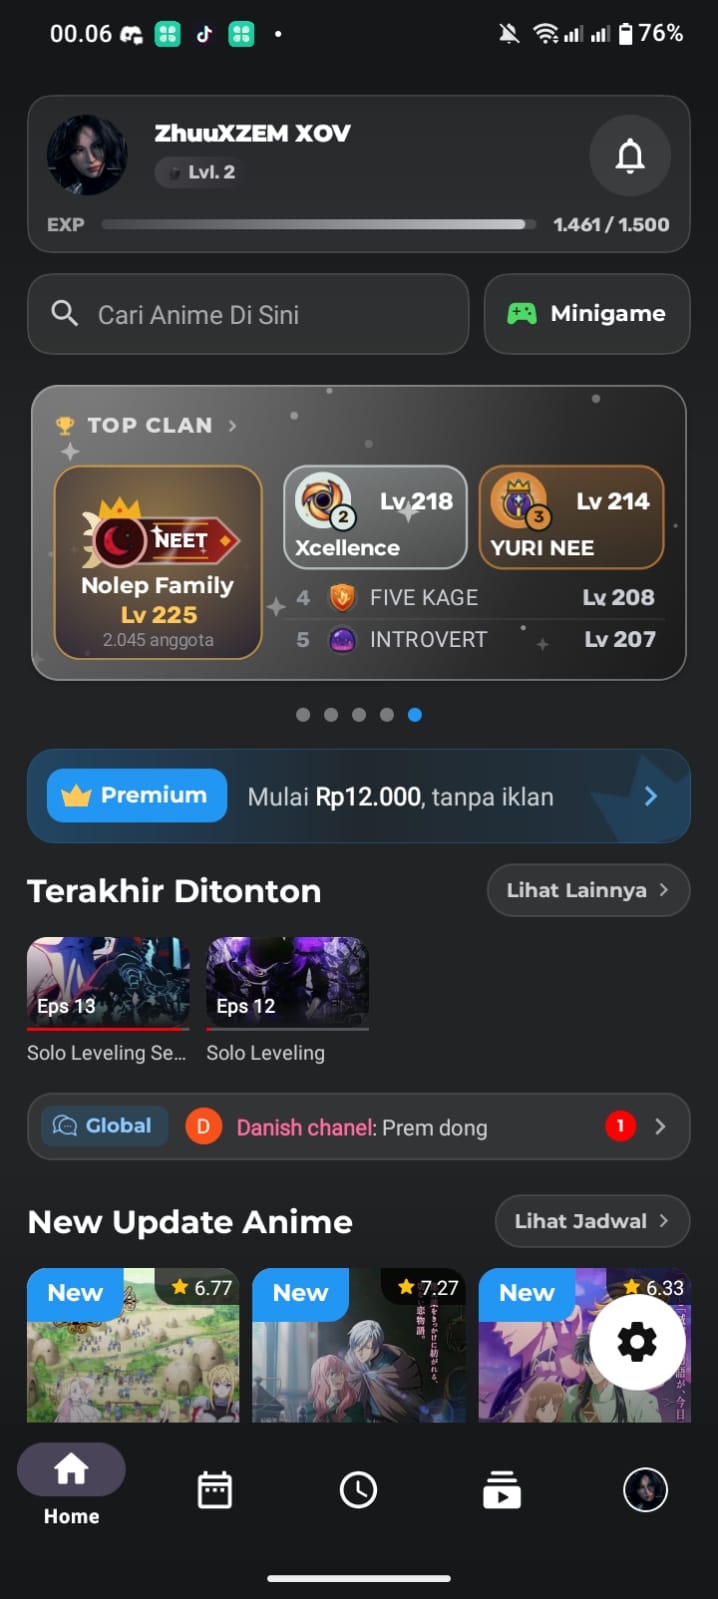 00.06
76%
ZhuuXZEM XOV
Lvl. 2
EXP
1.461 / 1.500
Cari Anime Di Sini
Minigame
TOP CLAN
NEET
Nolep Family
Lv 225
2.045 anggota
2
Lv 218
Xcellence
3
Lv 214
YURI NEE
4 FIVE KAGE Lv 208
5 INTROVERT Lv 207
Premium
Mulai Rp12.000, tanpa iklan
Terakhir Ditonton
Lihat Lainnya
Eps 13
Solo Leveling Se...
Eps 12
Solo Leveling
Global
D
Danish chanel: Prem dong
1
New Update Anime
Lihat Jadwal
New
6.77
New
7.27
New
6.33
Home